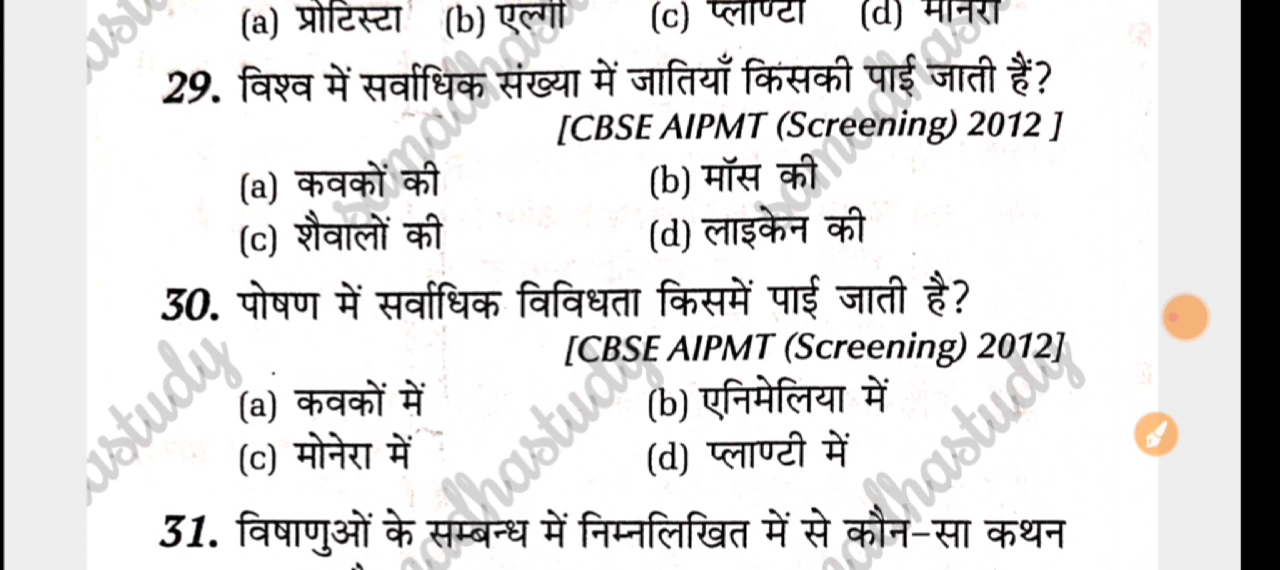 (a) प्रोटिस्टा (b) एल्गी (c) प्लाण्टी (d) मोनेरा
29. विश्व में सर्वाधिक संख्या में जातियाँ किसकी पाई जाती हैं?
[CBSE AIPMT (Screening) 2012 ]
(a) कवकों की (b) मॉस की
(c) शैवालों की (d) लाइकेन की
30. पोषण में सर्वाधिक विविधता किसमें पाई जाती है?
[CBSE AIPMT (Screening) 2012]
(a) कवकों में (b) एनिमेलिया में
(c) मोनेरा में (d) प्लाण्टी में
31. विषाणुओं के सम्बन्ध में निम्नलिखित में से कौन-सा कथन